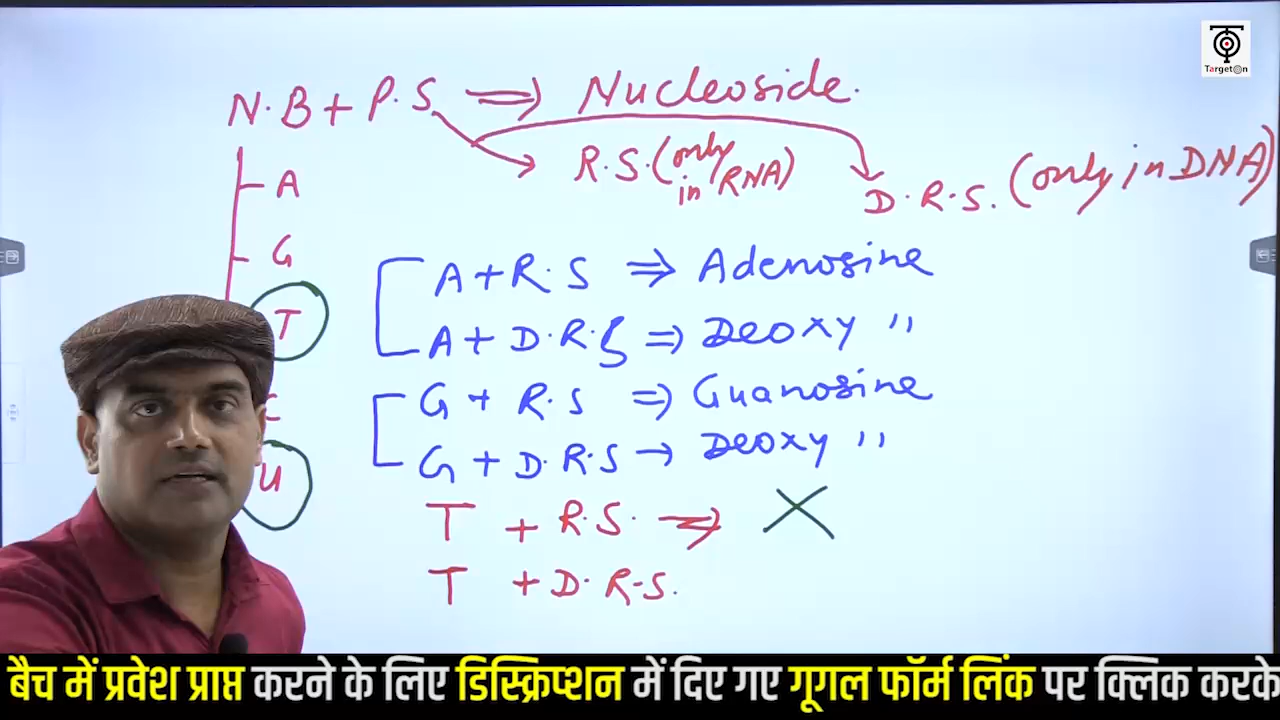 Target@n
N.B + P.S ⇒ Nucleoside.
R.S. (only in RNA)
D.R.S. (only in DNA)
A
G
T
C
U
A + R.S ⇒ Adenosine
A + D.R.S ⇒ Deoxy "
G + R.S ⇒ Guanosine
G + D.R.S → Deoxy "
T + R.S. ⇒ X
T + D.R.S.
बैच में प्रवेश प्राप्त करने के लिए डिस्क्रिप्शन में दिए गए गूगल फॉर्म लिंक पर क्लिक करके